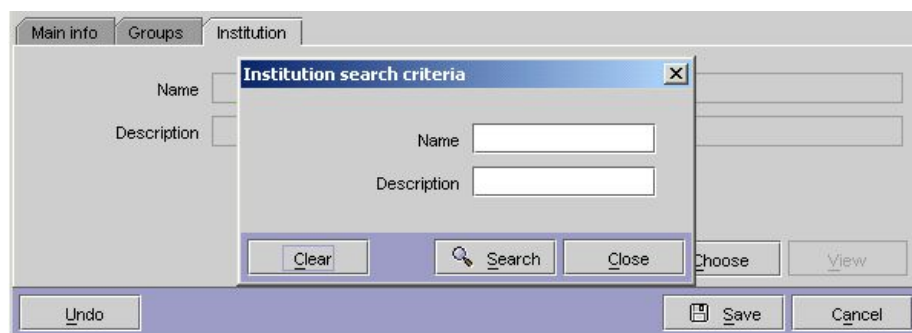 Main info Groups Institution
Institution search criteria
Name
Name
Description
Description
Clear Search Close
Choose View
Undo Save Cancel